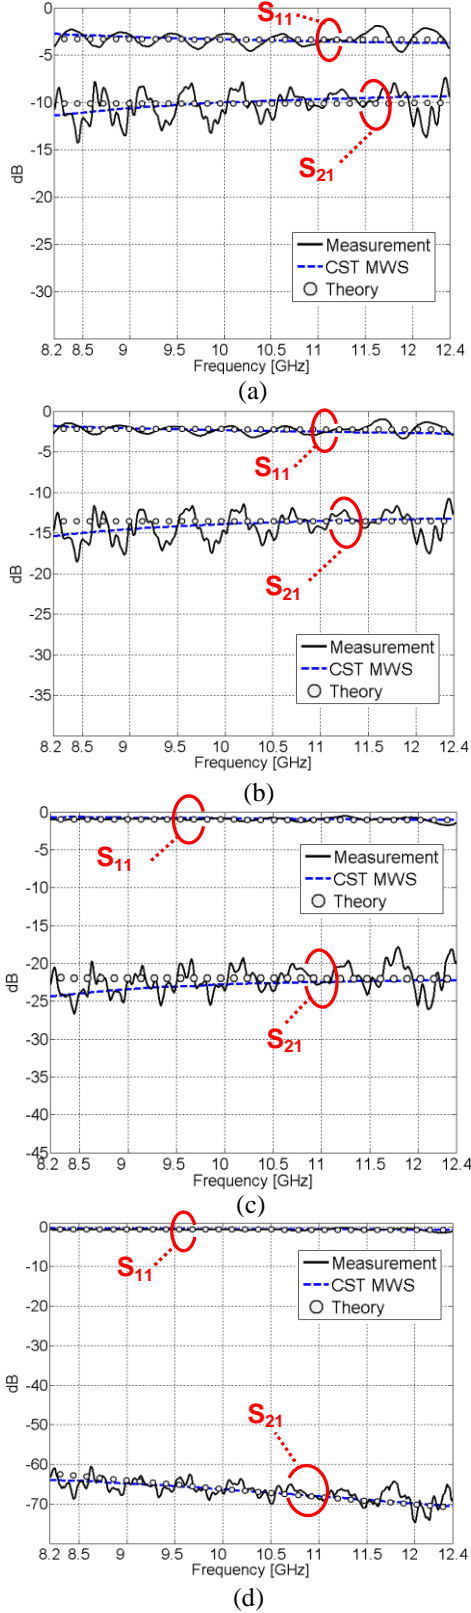 S11
0
-5
-10
-15
-20
-25
-30
dB
S21
Measurement
CST MWS
Theory
8.2 8.5 9 9.5 10 10.5 11 11.5 12 12.4
Frequency [GHz]
(a)
0
-5
-10
-15
-20
-25
-30
-35
dB
S11
S21
Measurement
CST MWS
Theory
8.2 8.5 9 9.5 10 10.5 11 11.5 12 12.4
Frequency [GHz]
(b)
0
-5
-10
-15
-20
-25
-30
-35
-40
-45
dB
S11
Measurement
CST MWS
Theory
S21
8.2 8.5 9 9.5 10 10.5 11 11.5 12 12.4
Frequency [GHz]
(c)
0
-10
-20
-30
-40
-50
-60
-70
dB
S11
Measurement
CST MWS
Theory
S21
8.2 8.5 9 9.5 10 10.5 11 11.5 12 12.4
Frequency [GHz]
(d)